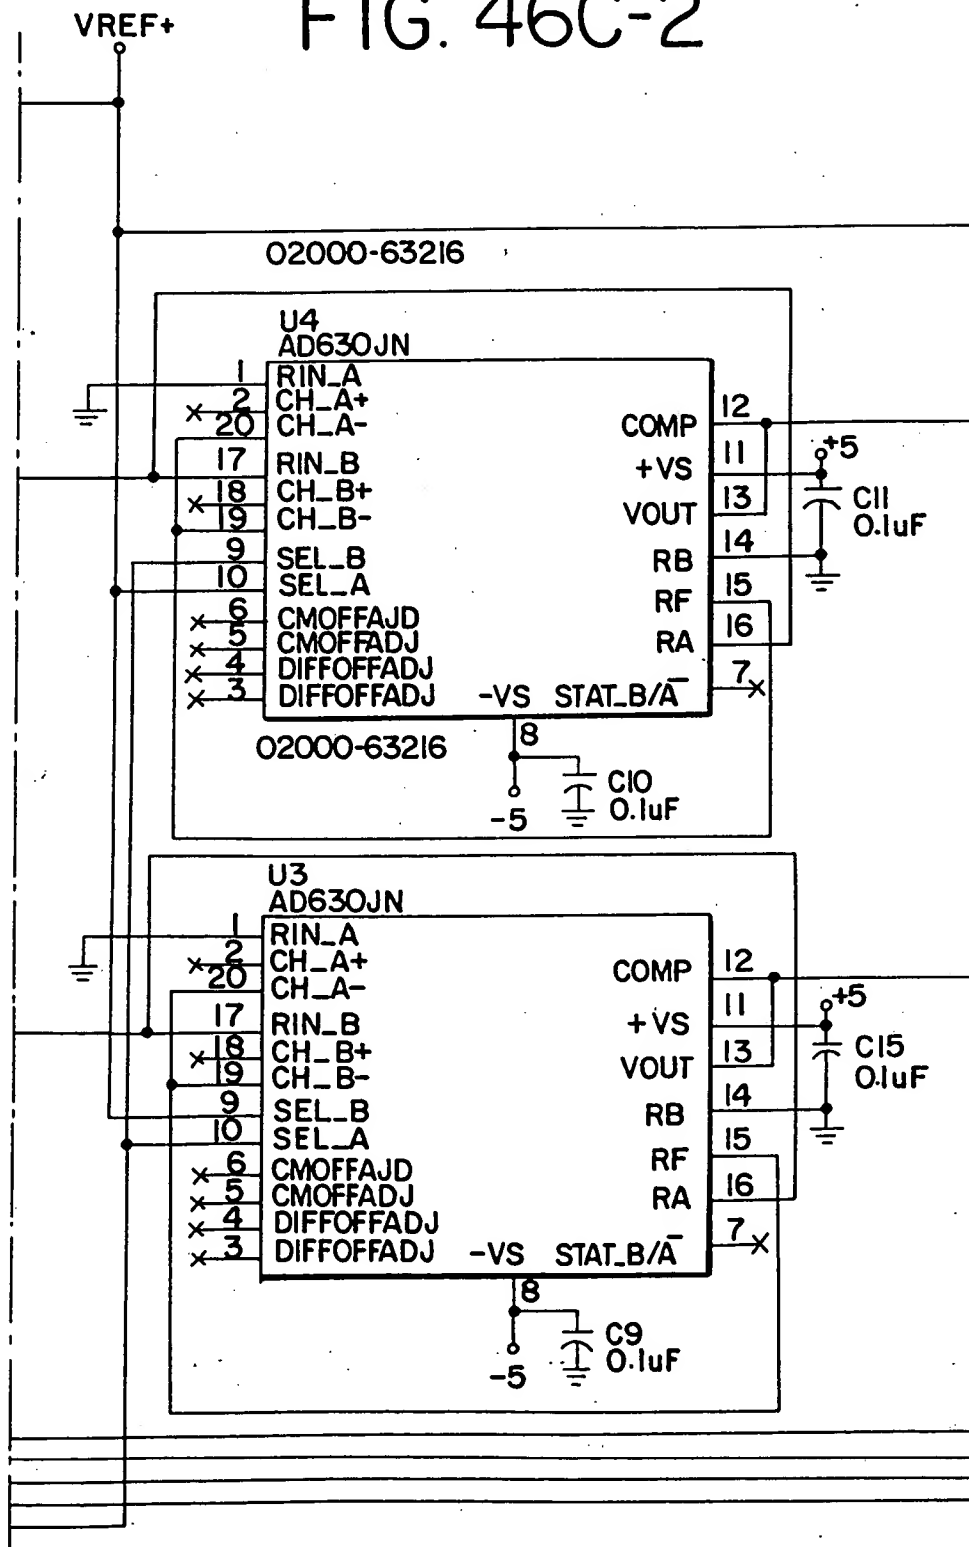 FIG. 46C-2
VREF+
02000-63216
U4
AD630JN
1 RIN_A
2 CH_A+
20 CH_A-
17 RIN_B
18 CH_B+
19 CH_B-
9 SEL_B
10 SEL_A
6 CMOFFAJD
5 CMOFFADJ
4 DIFFOFFADJ
3 DIFFOFFADJ
COMP 12
+VS 11
VOUT 13
RB 14
RF 15
RA 16
STAT_B/A̅ 7
-VS
8
+5
C11
0.1uF
02000-63216
-5
C10
0.1uF
U3
AD630JN
1 RIN_A
2 CH_A+
20 CH_A-
17 RIN_B
18 CH_B+
19 CH_B-
9 SEL_B
10 SEL_A
6 CMOFFAJD
5 CMOFFADJ
4 DIFFOFFADJ
3 DIFFOFFADJ
COMP 12
+VS 11
VOUT 13
RB 14
RF 15
RA 16
STAT_B/A̅ 7
-VS
8
+5
C15
0.1uF
-5
C9
0.1uF